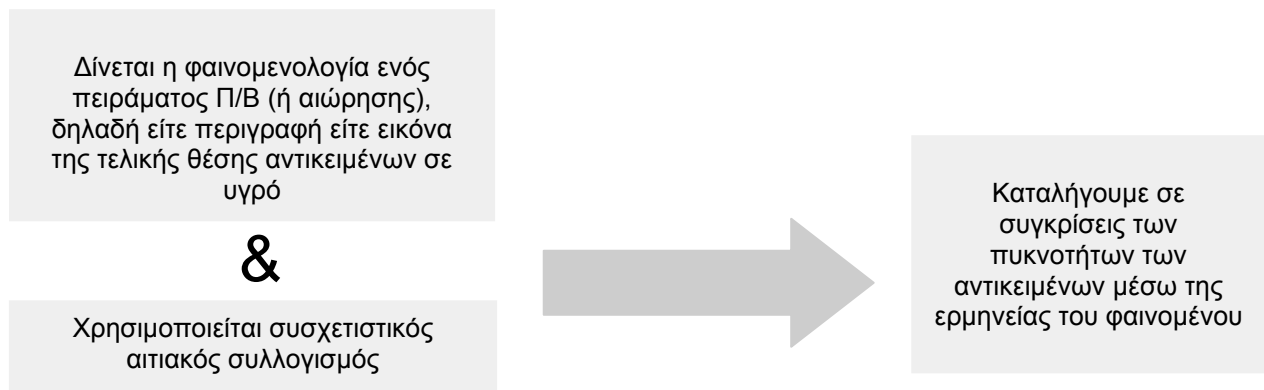 Δίνεται η φαινομενολογία ενός
πειράματος Π/Β (ή αιώρησης),
δηλαδή είτε περιγραφή είτε εικόνα
της τελικής θέσης αντικειμένων σε
υγρό
&
Χρησιμοποιείται συσχετιστικός
αιτιακός συλλογισμός
Καταλήγουμε σε
συγκρίσεις των
πυκνοτήτων των
αντικειμένων μέσω της
ερμηνείας του φαινομένου